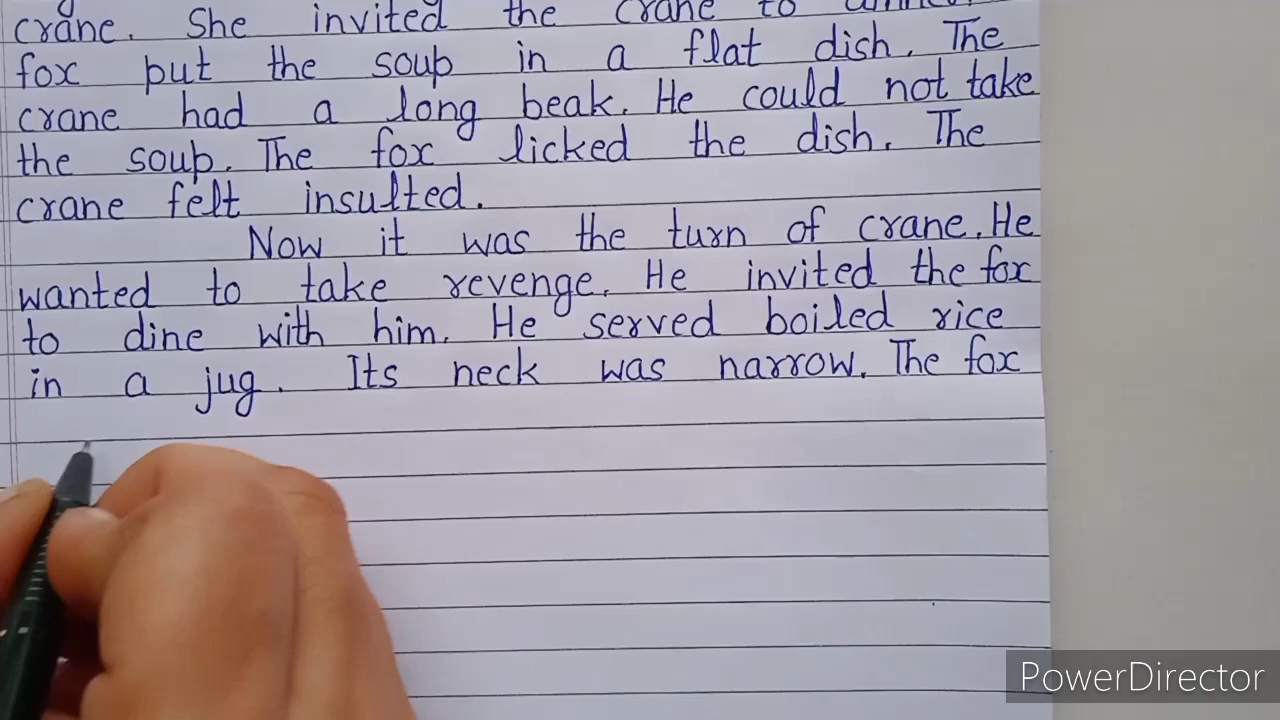 crane. She invited the crane to
fox put the soup in a flat dish. The
crane had a long beak. He could not take
the soup. The fox licked the dish. The
crane felt insulted.
Now it was the turn of crane. He
wanted to take revenge. He invited the fox
to dine with him. He served boiled rice
in a jug. Its neck was narrow. The fox
PowerDirector